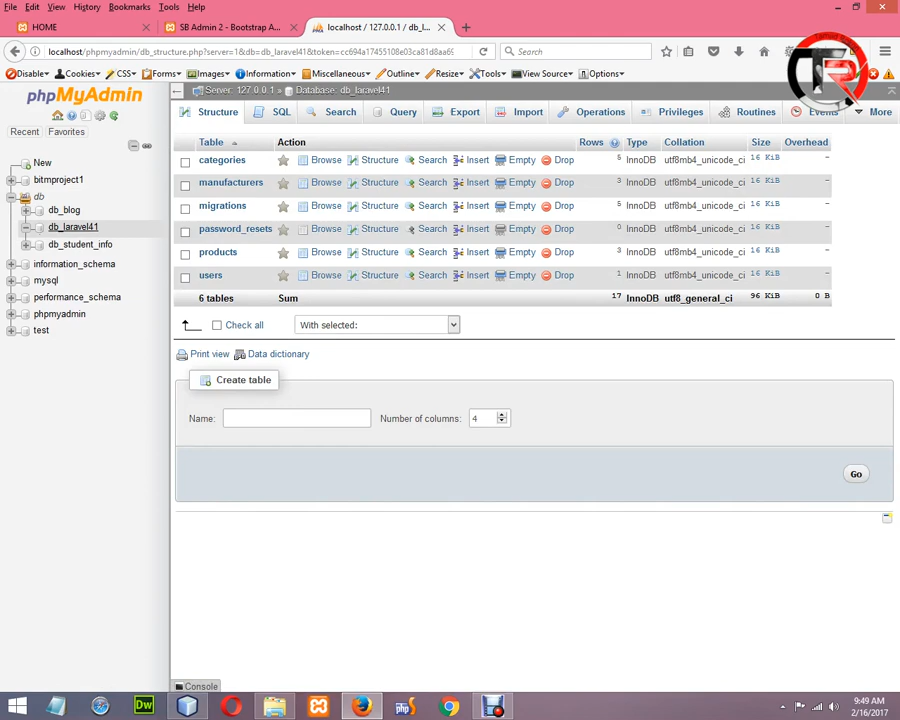 File Edit View History Bookmarks Tools Help
HOME
SB Admin 2 - Bootstrap A...
localhost / 127.0.0.1 / db_l...
localhost/phpmyadmin/db_structure.php?server=1&db=db_laravel41&token=cc694a17455108e03ca81d8aa69
Search
Disable Cookies CSS Forms Images Information Miscellaneous Outline Resize Tools View Source Options
phpMyAdmin
Recent Favorites
New
bitmproject1
db
db_blog
db_laravel41
db_student_info
information_schema
mysql
performance_schema
phpmyadmin
test
Server: 127.0.0.1 » Database: db_laravel41
Structure SQL Search Query Export Import Operations Privileges Routines Events More
Table Action Rows Type Collation Size Overhead
categories Browse Structure Search Insert Empty Drop 5 InnoDB utf8mb4_unicode_ci 16 KiB -
manufacturers Browse Structure Search Insert Empty Drop 3 InnoDB utf8mb4_unicode_ci 16 KiB -
migrations Browse Structure Search Insert Empty Drop 5 InnoDB utf8mb4_unicode_ci 16 KiB -
password_resets Browse Structure Search Insert Empty Drop 0 InnoDB utf8mb4_unicode_ci 16 KiB -
products Browse Structure Search Insert Empty Drop 3 InnoDB utf8mb4_unicode_ci 16 KiB -
users Browse Structure Search Insert Empty Drop 1 InnoDB utf8mb4_unicode_ci 16 KiB -
6 tables Sum 17 InnoDB utf8_general_ci 96 KiB 0 B
Check all With selected:
Print view Data dictionary
Create table
Name: Number of columns: 4
Go
Console
Dw
php
9:49 AM
2/16/2017